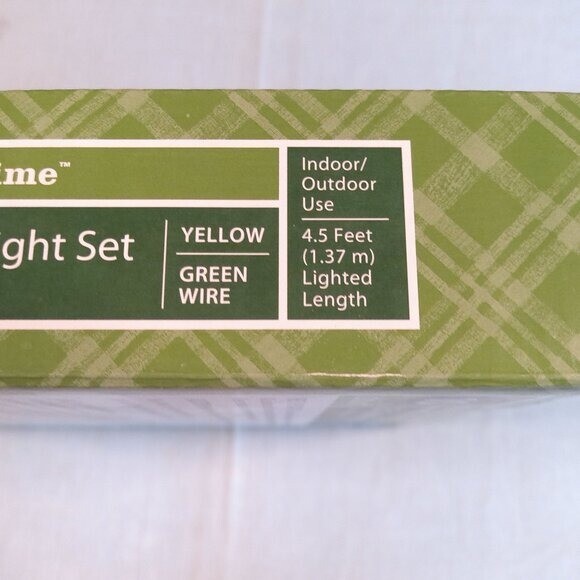 ime™
ght Set
YELLOW
GREEN
WIRE
Indoor/
Outdoor
Use
4.5 Feet
(1.37 m)
Lighted
Length